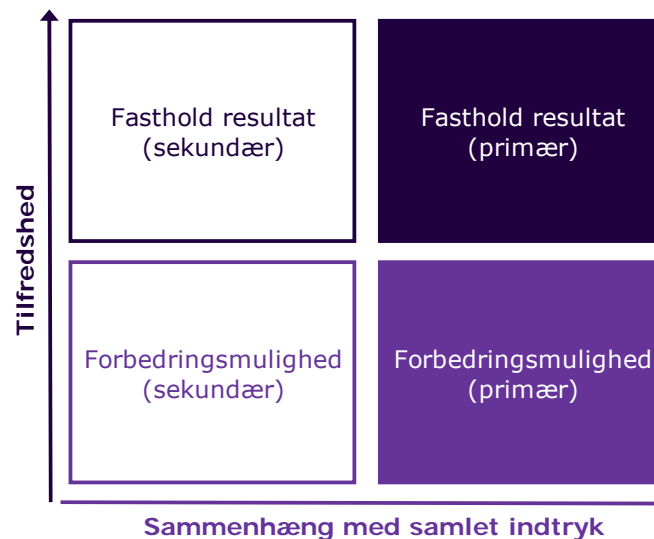 Tilfredshed
Fasthold resultat
(sekundær)
Fasthold resultat
(primær)
Forbedringsmulighed
(sekundær)
Forbedringsmulighed
(primær)
Sammenhæng med samlet indtryk